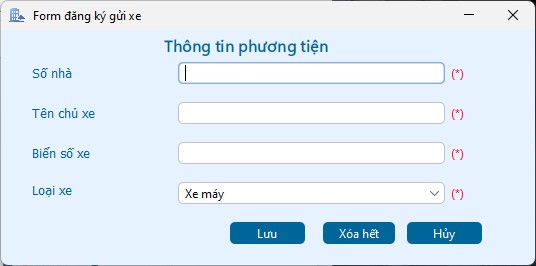 Form đăng ký gửi xe
Thông tin phương tiện
Số nhà (*)
Tên chủ xe (*)
Biển số xe (*)
Loại xe Xe máy (*)
Lưu Xóa hết Hủy